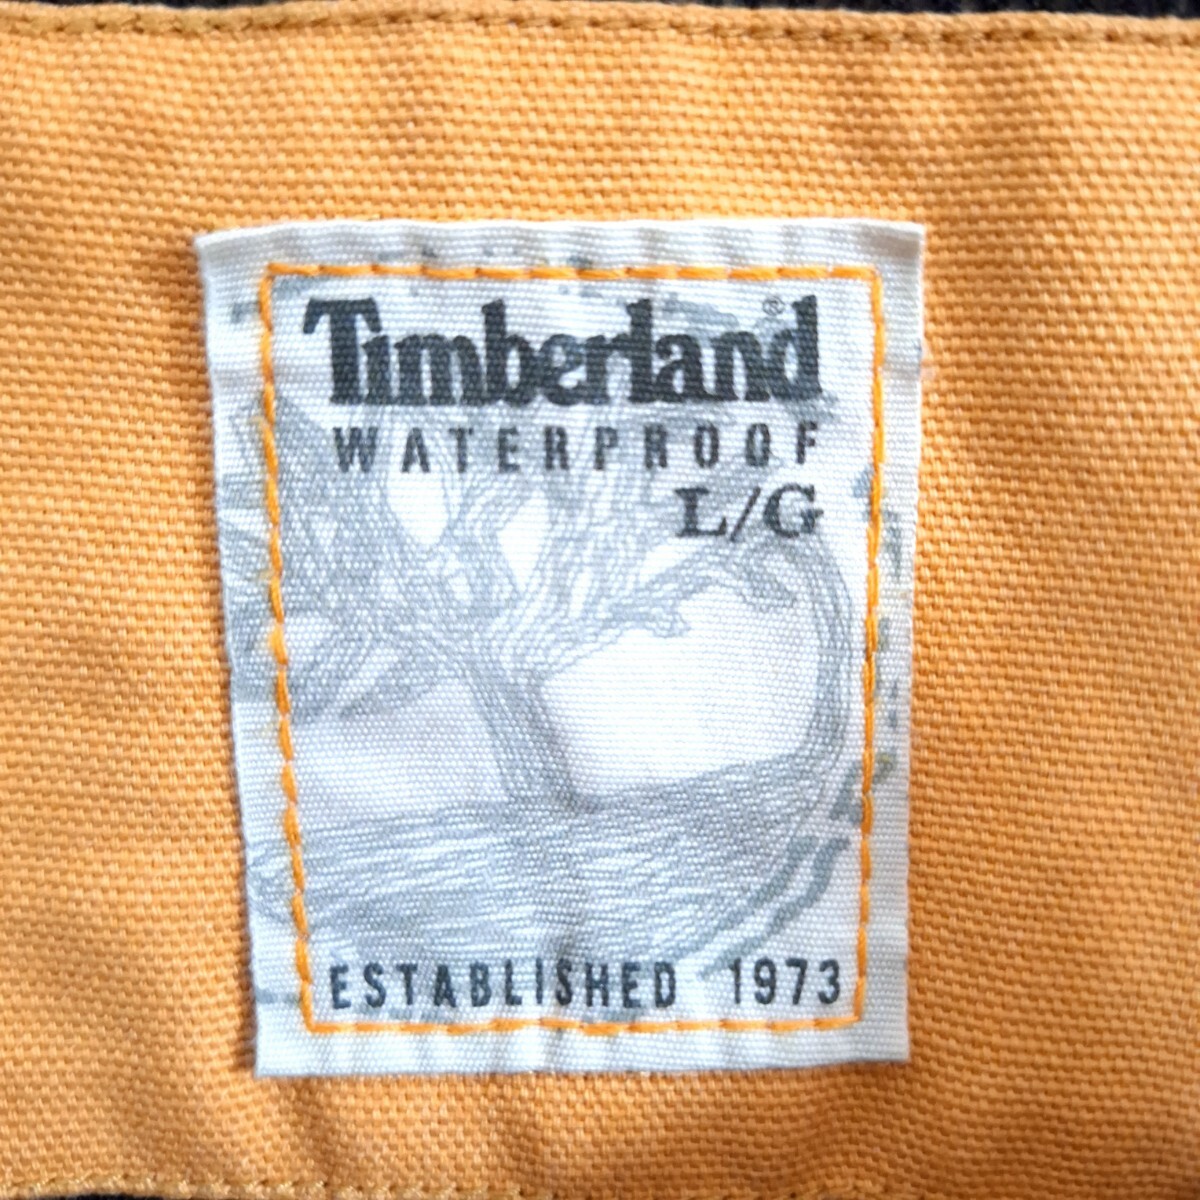 Timberland®
WATERPROOF
L/G
ESTABLISHED 1973